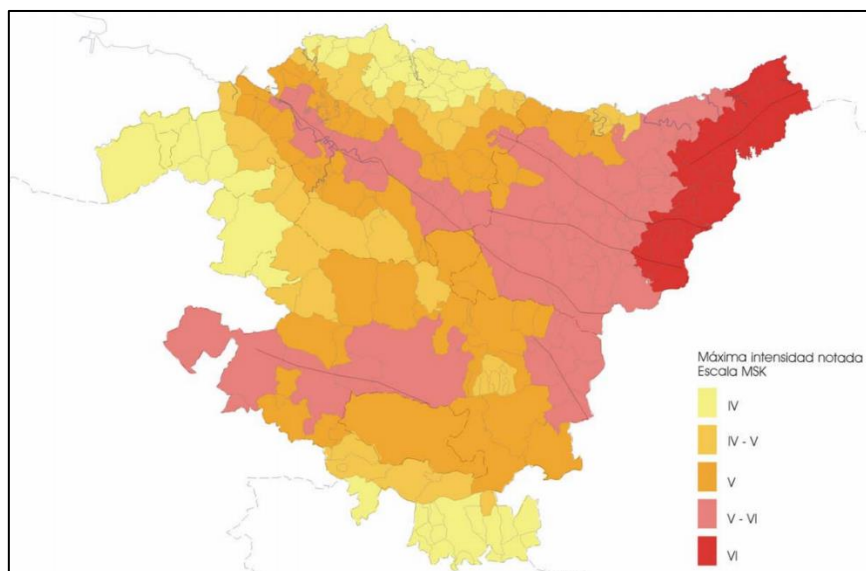 Máxima intensidad notada
Escala MSK
IV
IV - V
V
V - VI
VI